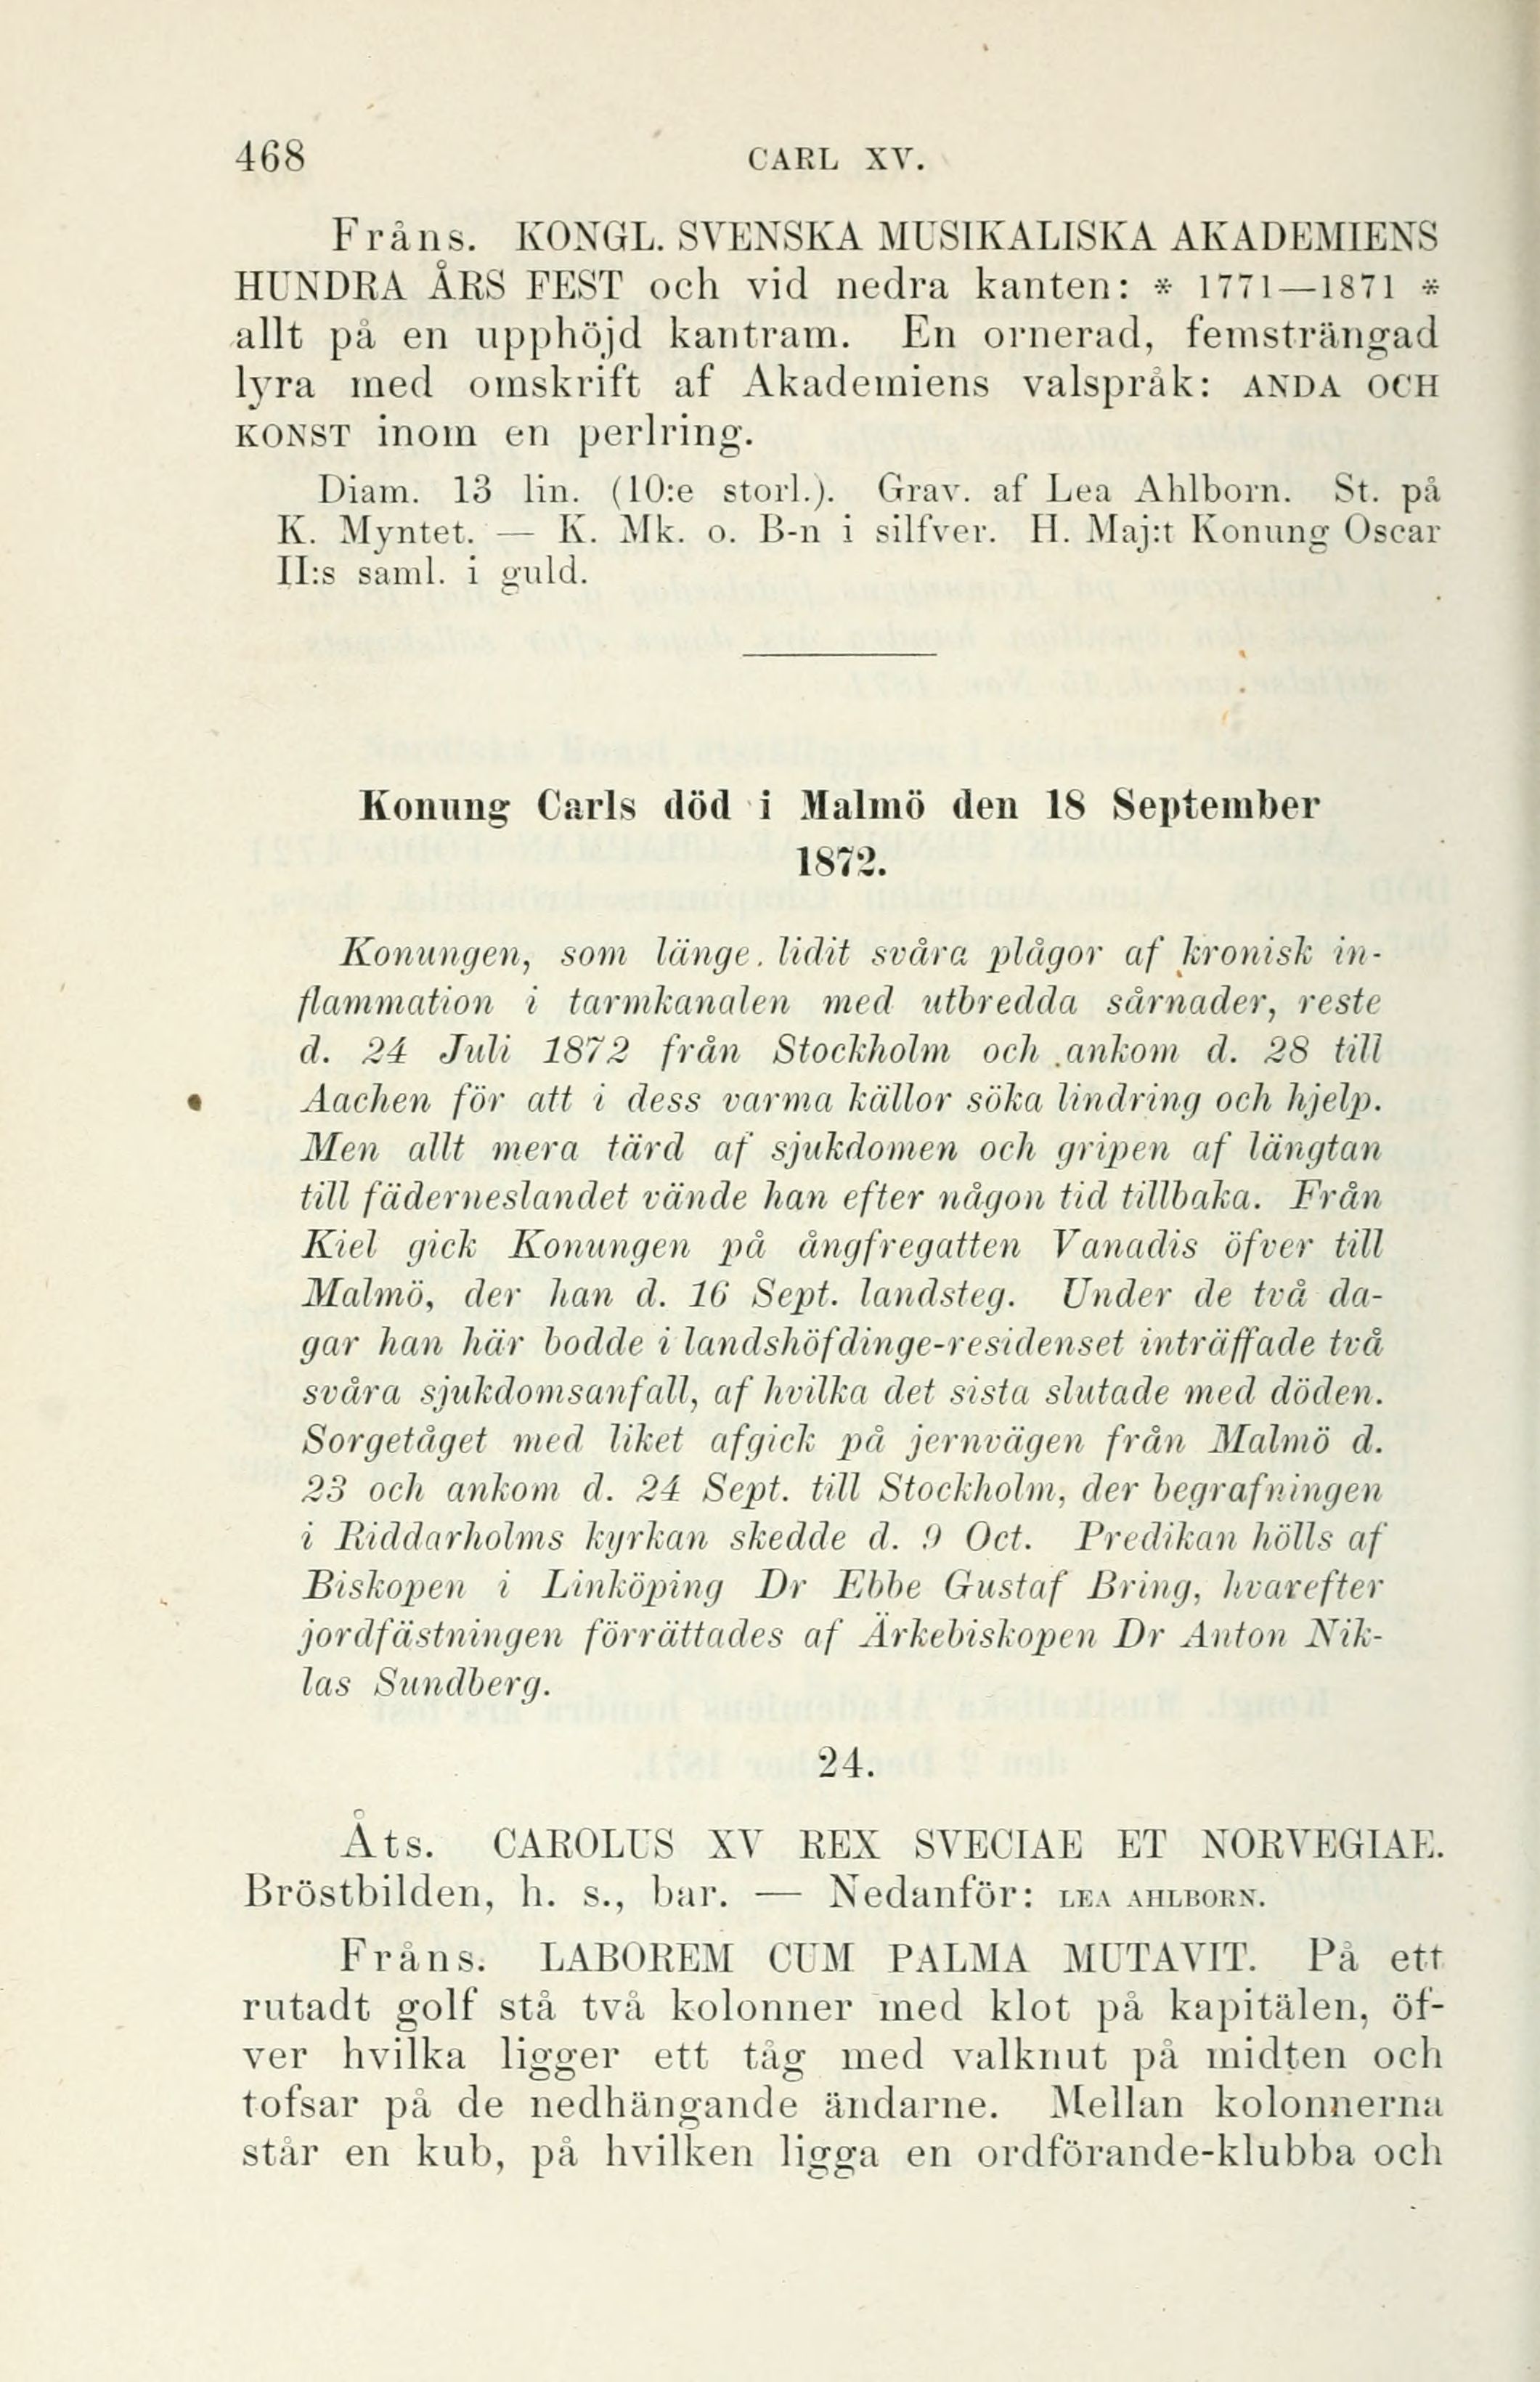 468
CARL XV.
Fråns. KONGL. SVENSKA MUSIKALISKA AKADEMIENS
HUNDRA ÅRS FEST och vid nedra kanten: * 1771—1871 *
allt på en upphöjd kantram. En ornerad, femsträngad
lyra med omskrift af Akademiens valspråk: ANDA OCH
KONST inom en perlring.
Diam. 13 lin. (10:e storl.). Grav. af Lea Ahlborn. St. på
K. Myntet. — K. Mk. o. B-n i silfver. H. Maj:t Konung Oscar
II:s saml. i guld.
Konung Carls död i Malmö den 18 September
1872.
Konungen, som länge lidit svåra plågor af kronisk in-
flammation i tarmkanalen med utbredda sårnader, reste
d. 24 Juli 1872 från Stockholm och ankom d. 28 till
Aachen för att i dess varma källor söka lindring och hjelp.
Men allt mera tärd af sjukdomen och gripen af längtan
till fäderneslandet vände han efter någon tid tillbaka. Från
Kiel gick Konungen på ångfregatten Vanadis öfver till
Malmö, der han d. 16 Sept. landsteg. Under de två da-
gar han här bodde i landshöfdinge-residenset inträffade två
svåra sjukdomsanfall, af hvilka det sista slutade med döden.
Sorgetåget med liket afgick på jernvägen från Malmö d.
23 och ankom d. 24 Sept. till Stockholm, der begrafningen
i Riddarholms kyrkan skedde d. 9 Oct. Predikan hölls af
Biskopen i Linköping Dr Ebbe Gustaf Bring, hvarefter
jordfästningen förrättades af Ärkebiskopen Dr Anton Nik-
las Sundberg.
24.
Åts. CAROLUS XV REX SVECIAE ET NORVEGIAE.
Bröstbilden, h. s., bar. — Nedanför: LEA AHLBORN.
Fråns. LABOREM CUM PALMA MUTAVIT. På ett
rutadt golf stå två kolonner med klot på kapitälen, öf-
ver hvilka ligger ett tåg med valknut på midten och
tofsar på de nedhängande ändarne. Mellan kolonnerna
står en kub, på hvilken ligga en ordförande-klubba och